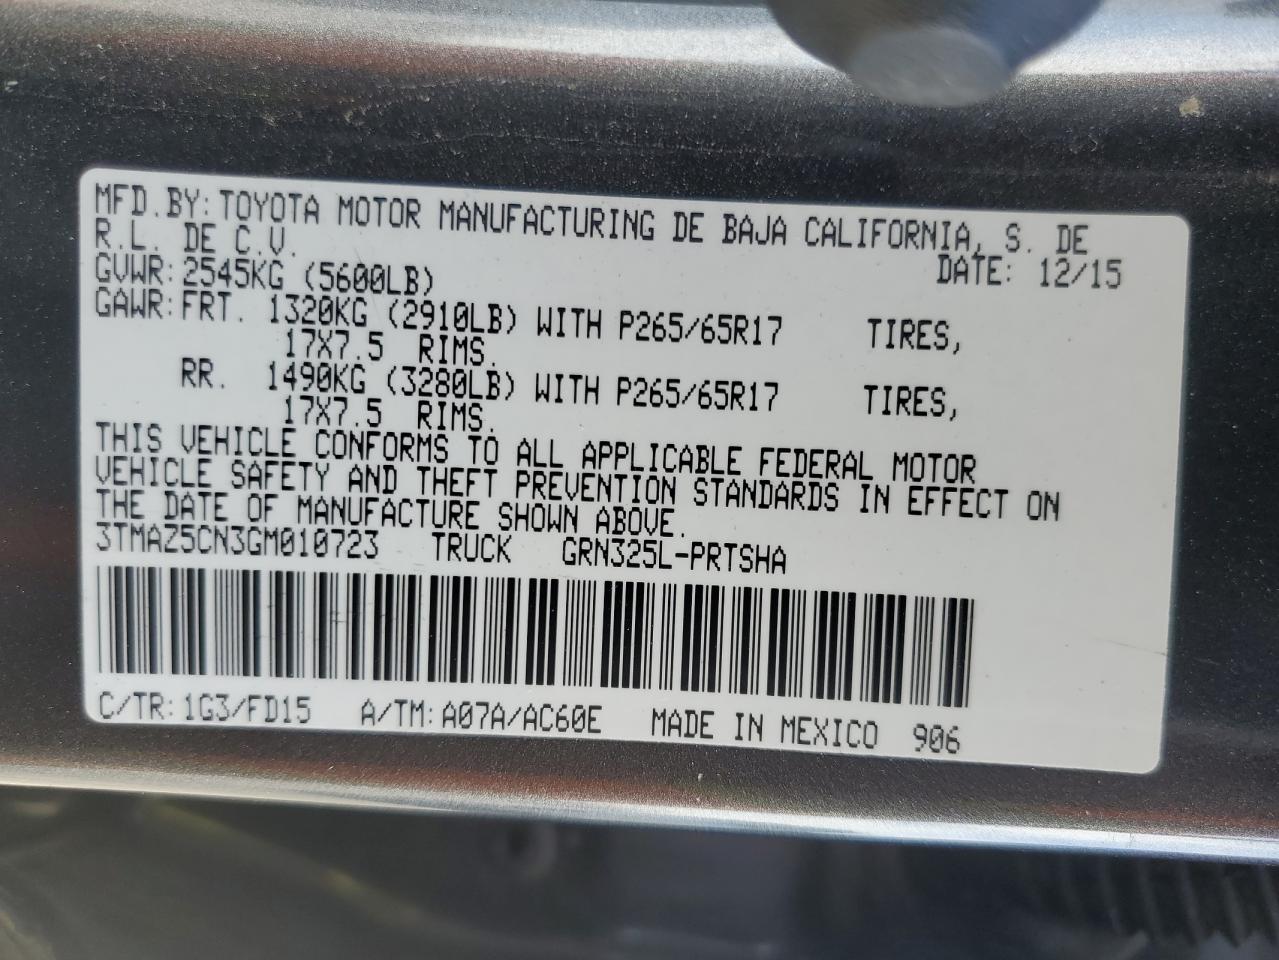 MFD.BY:TOYOTA MOTOR MANUFACTURING DE BAJA CALIFORNIA, S. DE
R.L. DE C.V.
DATE: 12/15
GVWR:2545KG (5600LB)
GAWR:FRT. 1320KG (2910LB) WITH P265/65R17 TIRES,
17X7.5 RIMS.
RR. 1490KG (3280LB) WITH P265/65R17 TIRES,
17X7.5 RIMS.
THIS VEHICLE CONFORMS TO ALL APPLICABLE FEDERAL MOTOR
VEHICLE SAFETY AND THEFT PREVENTION STANDARDS IN EFFECT ON
THE DATE OF MANUFACTURE SHOWN ABOVE.
3TMAZ5CN3GM010723 TRUCK GRN325L-PRTSHA
C/TR:1G3/FD15 A/TM:A07A/AC60E MADE IN MEXICO 906